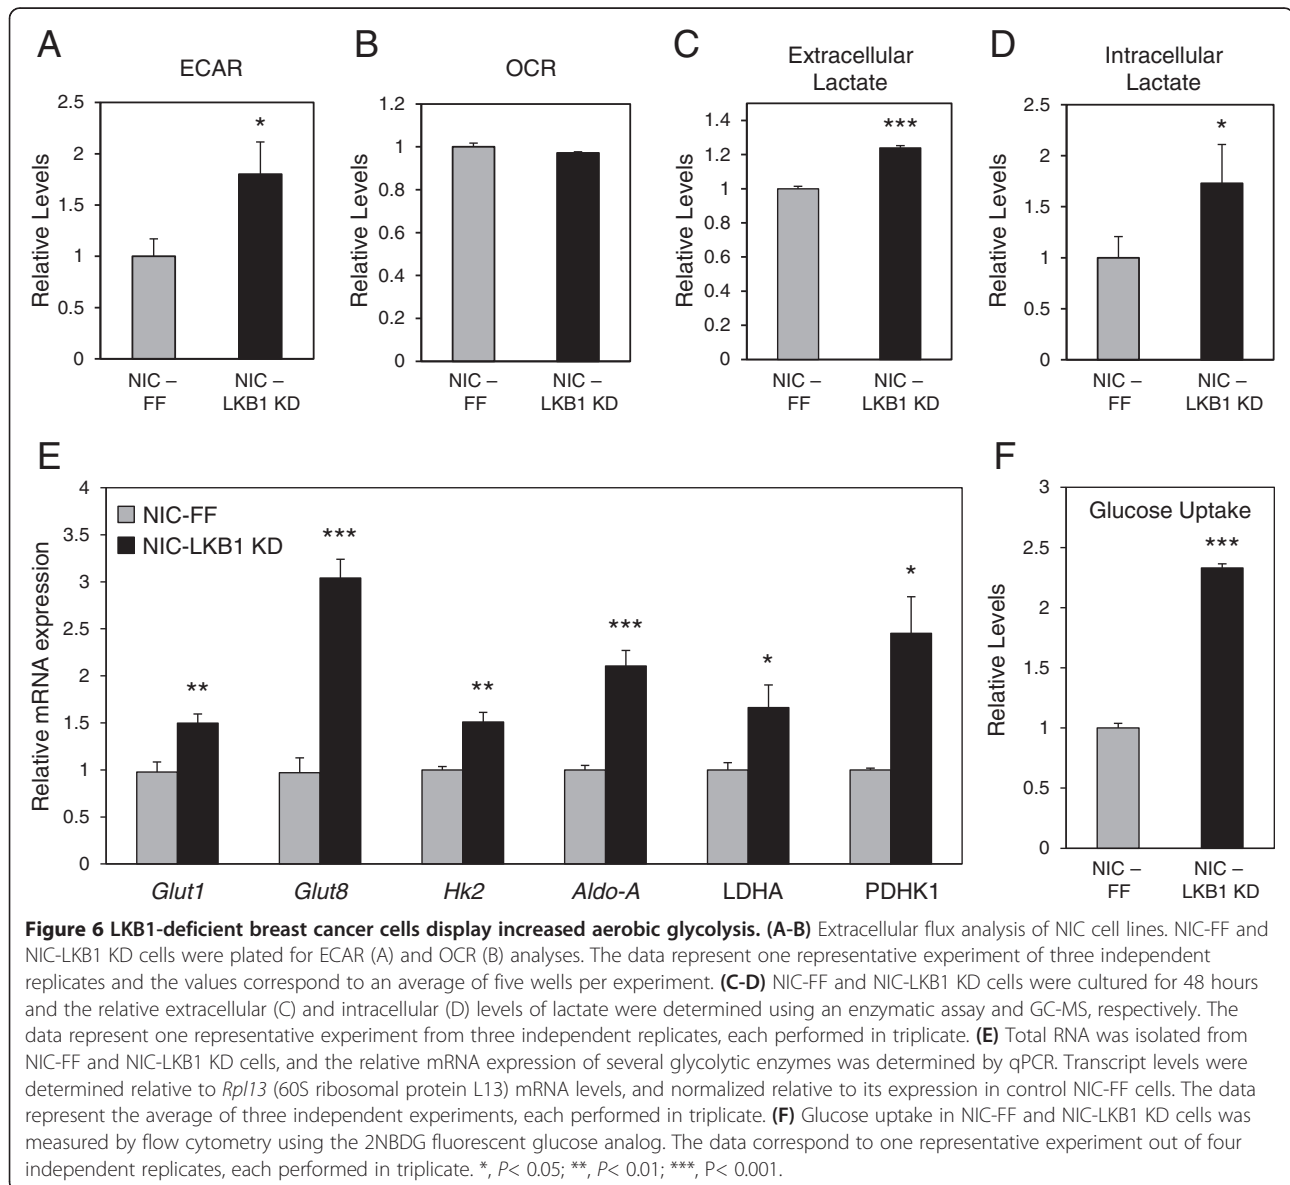 A
ECAR
Relative Levels
2.5
2
1.5
1
0.5
0
*
NIC –
FF
NIC –
LKB1 KD
B
OCR
Relative Levels
1.2
1
0.8
0.6
0.4
0.2
0
NIC –
FF
NIC –
LKB1 KD
C
Extracellular
Lactate
Relative Levels
1.4
1.2
1
0.8
0.6
0.4
0.2
0
***
NIC –
FF
NIC –
LKB1 KD
D
Intracellular
Lactate
Relative Levels
2.5
2
1.5
1
0.5
0
*
NIC –
FF
NIC –
LKB1 KD
E
Relative mRNA expression
4
3.5
3
2.5
2
1.5
1
0.5
0
NIC-FF
NIC-LKB1 KD
**
***
**
***
*
*
Glut1
Glut8
Hk2
Aldo-A
LDHA
PDHK1
F
Glucose Uptake
Relative Levels
3
2.5
2
1.5
1
0.5
0
***
NIC –
FF
NIC –
LKB1 KD
Figure 6 LKB1-deficient breast cancer cells display increased aerobic glycolysis. (A-B) Extracellular flux analysis of NIC cell lines. NIC-FF and
NIC-LKB1 KD cells were plated for ECAR (A) and OCR (B) analyses. The data represent one representative experiment of three independent
replicates and the values correspond to an average of five wells per experiment. (C-D) NIC-FF and NIC-LKB1 KD cells were cultured for 48 hours
and the relative extracellular (C) and intracellular (D) levels of lactate were determined using an enzymatic assay and GC-MS, respectively. The
data represent one representative experiment from three independent replicates, each performed in triplicate. (E) Total RNA was isolated from
NIC-FF and NIC-LKB1 KD cells, and the relative mRNA expression of several glycolytic enzymes was determined by qPCR. Transcript levels were
determined relative to Rpl13 (60S ribosomal protein L13) mRNA levels, and normalized relative to its expression in control NIC-FF cells. The data
represent the average of three independent experiments, each performed in triplicate. (F) Glucose uptake in NIC-FF and NIC-LKB1 KD cells was
measured by flow cytometry using the 2NBDG fluorescent glucose analog. The data correspond to one representative experiment out of four
independent replicates, each performed in triplicate. *, P< 0.05; **, P< 0.01; ***, P< 0.001.